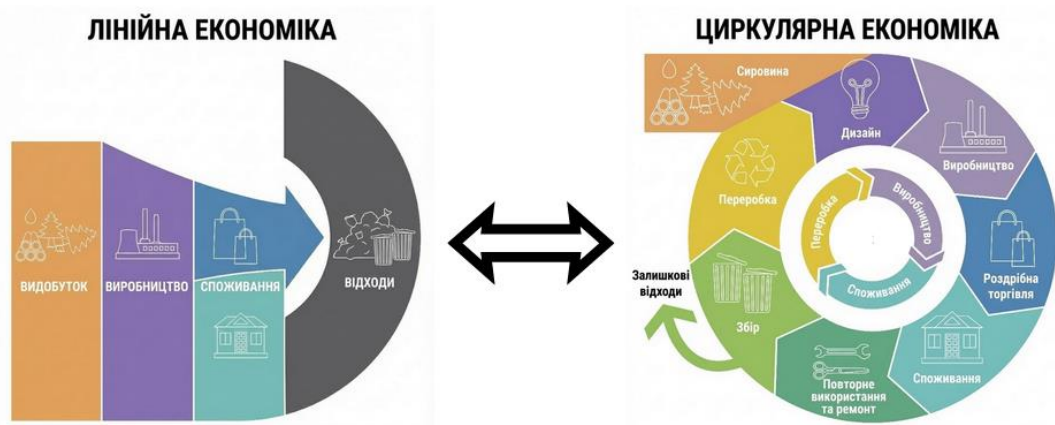 ЛІНІЙНА ЕКОНОМІКА
ВИДОБУТОК
ВИРОБНИЦТВО
СПОЖИВАННЯ
ВІДХОДИ
ЦИРКУЛЯРНА ЕКОНОМІКА
Сировина
Дизайн
Виробництво
Роздрібна
торгівля
Споживання
Повторне
використання
та ремонт
Збір
Залишкові
відходи
Переробка
Переробка
Виробництво
Споживання